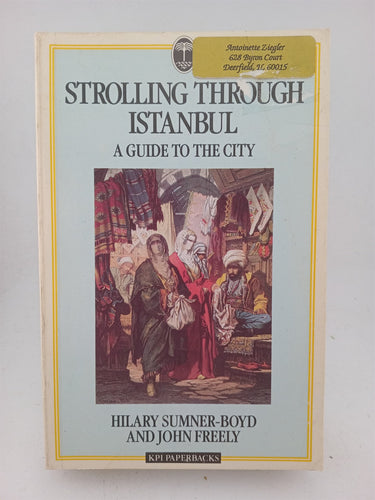 Antoinette Ziegler
628 Byron Court
Deerfield, IL 60015
STROLLING THROUGH
ISTANBUL
A GUIDE TO THE CITY
HILARY SUMNER-BOYD
AND JOHN FREELY
KPI PAPERBACKS